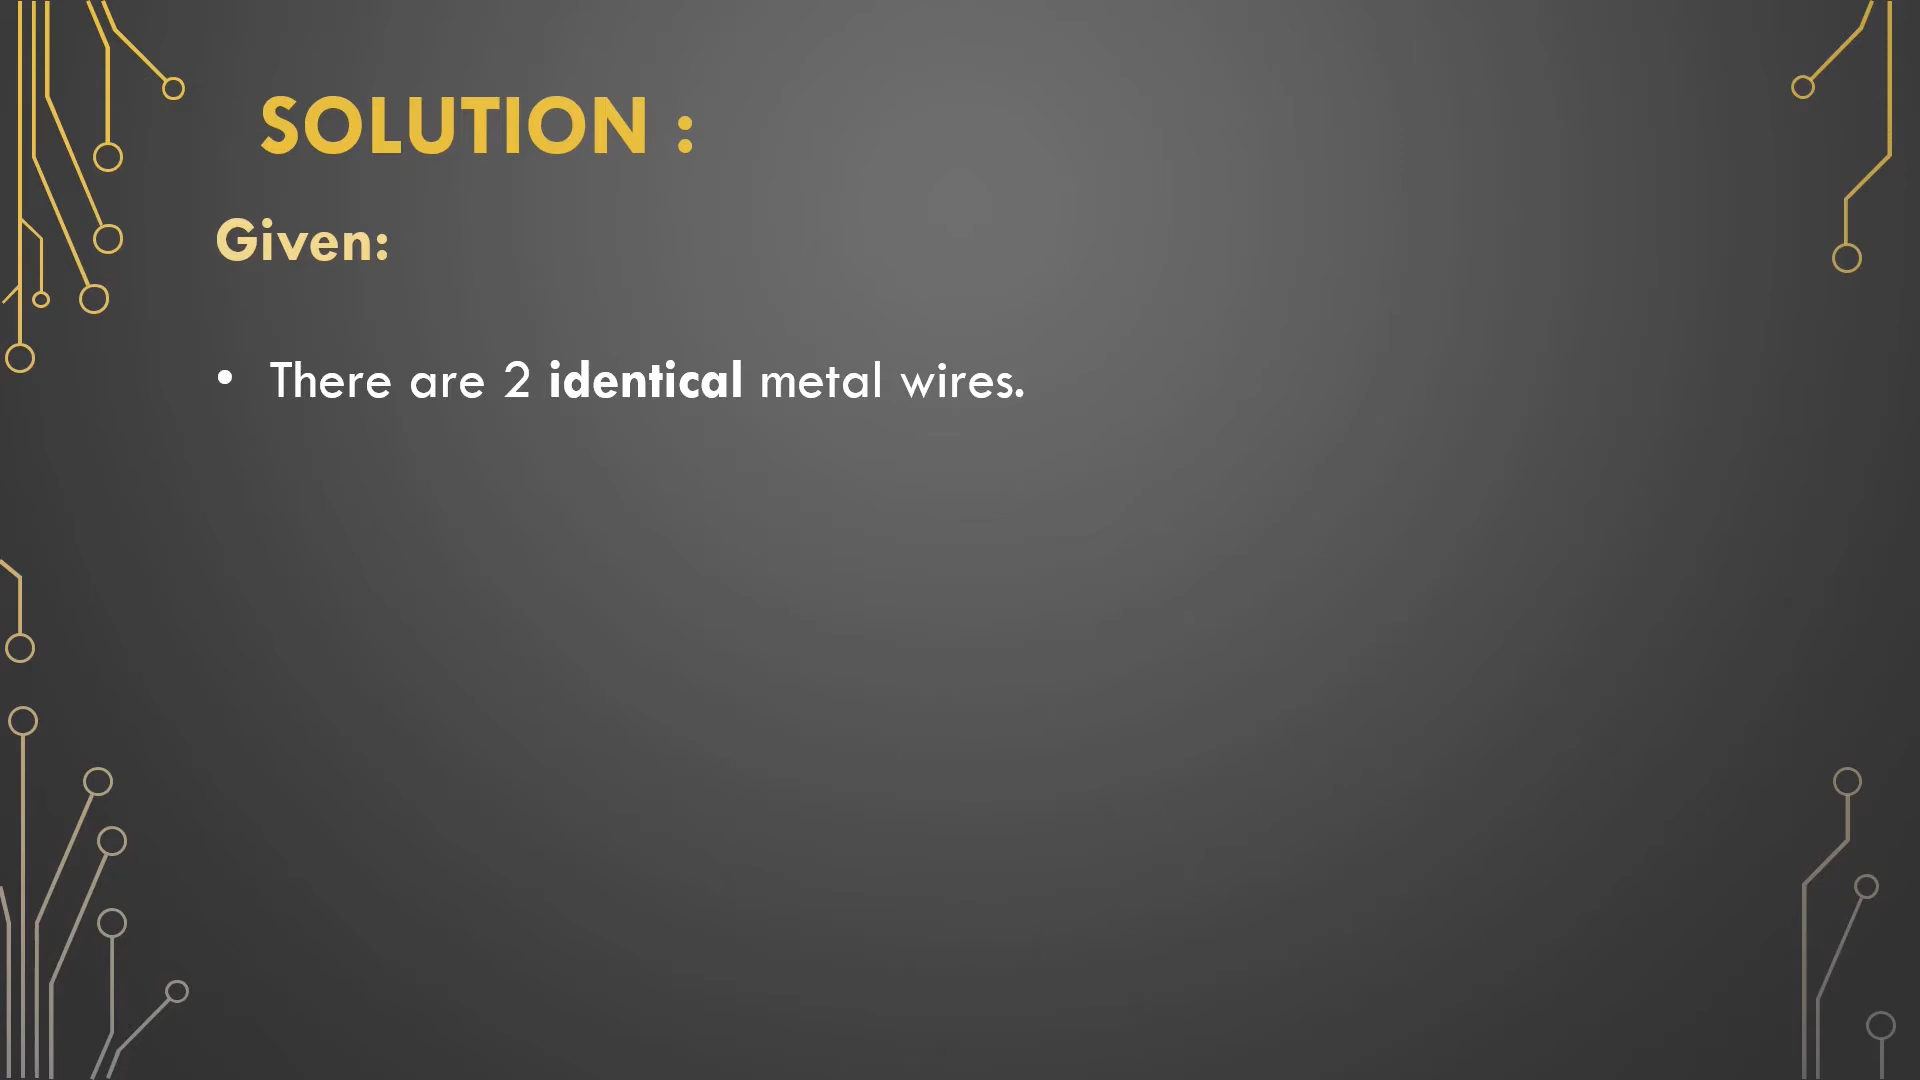 SOLUTION :
Given:
• There are 2 identical metal wires.